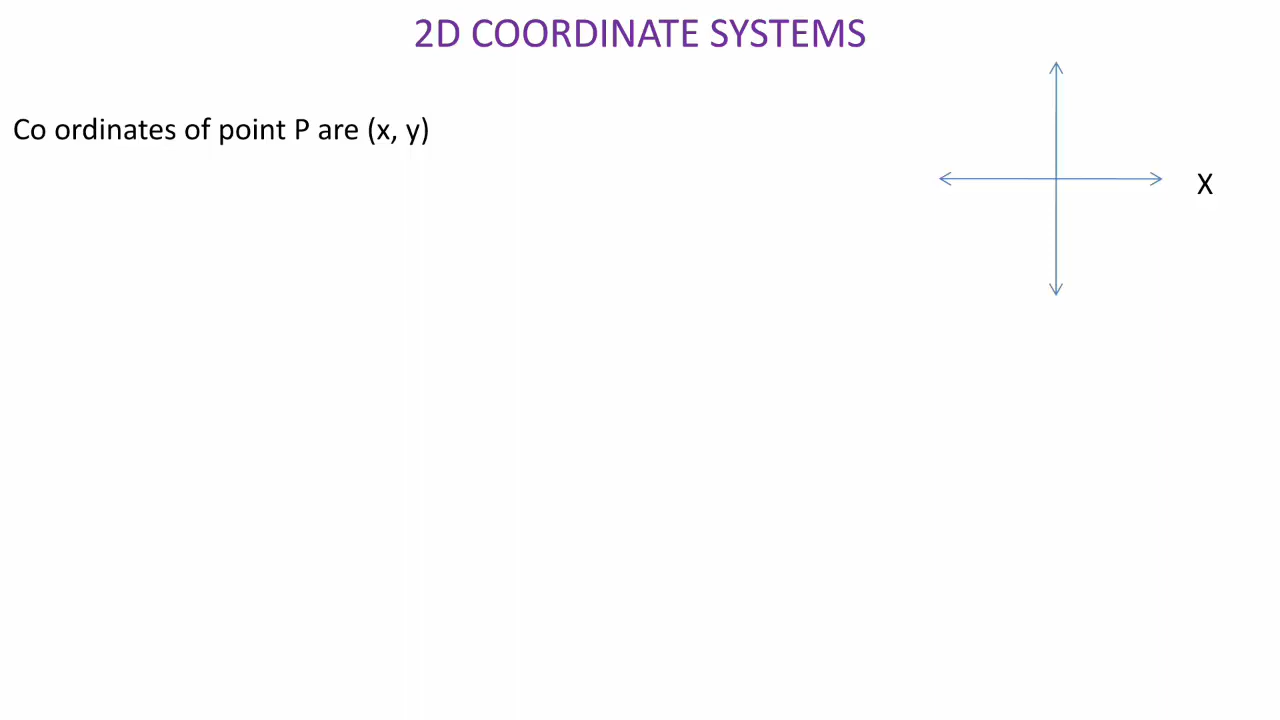 2D COORDINATE SYSTEMS
Co ordinates of point P are (x, y)
X